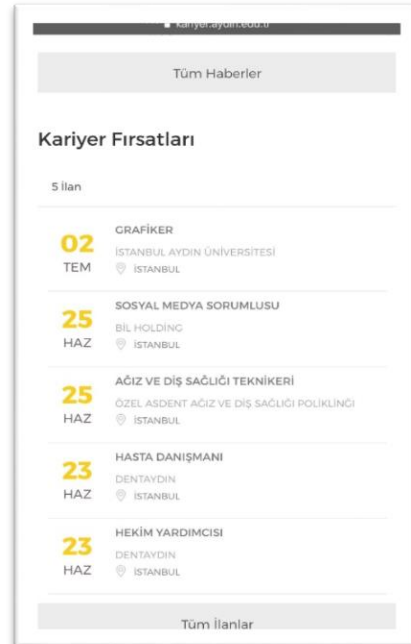 kariyer.aydin.edu.tr
Tüm Haberler
Kariyer Fırsatları
5 İlan
02
TEM
GRAFİKER
İSTANBUL AYDIN ÜNİVERSİTESİ
İSTANBUL
25
HAZ
SOSYAL MEDYA SORUMLUSU
BİL HOLDİNG
İSTANBUL
25
HAZ
AĞIZ VE DİŞ SAĞLIĞI TEKNİKERİ
ÖZEL ASDENT AĞIZ VE DİŞ SAĞLIĞI POLİKLİNĞİ
İSTANBUL
23
HAZ
HASTA DANIŞMANI
DENTAYDIN
İSTANBUL
23
HAZ
HEKİM YARDIMCISI
DENTAYDIN
İSTANBUL
Tüm İlanlar